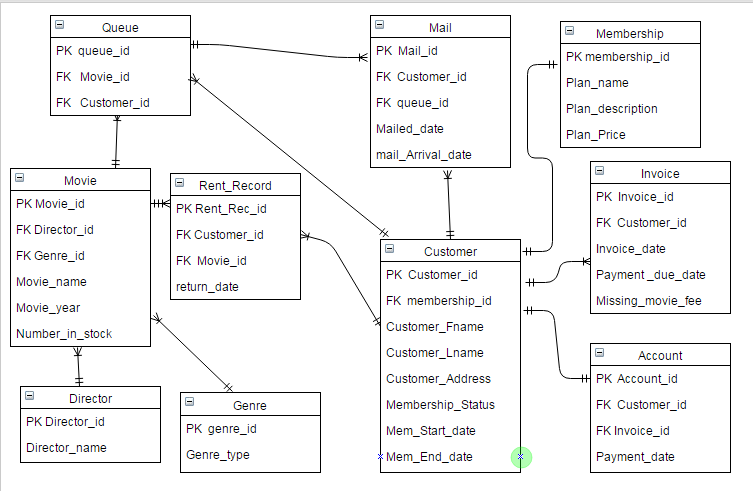 Queue
PK queue_id
FK Movie_id
FK Customer_id
Mail
PK Mail_id
FK Customer_id
FK queue_id
Mailed_date
mail_Arrival_date
Membership
PK membership_id
Plan_name
Plan_description
Plan_Price
Movie
PK Movie_id
FK Director_id
FK Genre_id
Movie_name
Movie_year
Number_in_stock
Rent_Record
PK Rent_Rec_id
FK Customer_id
FK Movie_id
return_date
Invoice
PK Invoice_id
FK Customer_id
Invoice_date
Payment _due_date
Missing_movie_fee
Customer
PK Customer_id
FK membership_id
Customer_Fname
Customer_Lname
Customer_Address
Membership_Status
Mem_Start_date
Mem_End_date
Account
PK Account_id
FK Customer_id
FK Invoice_id
Payment_date
Director
PK Director_id
Director_name
Genre
PK genre_id
Genre_type